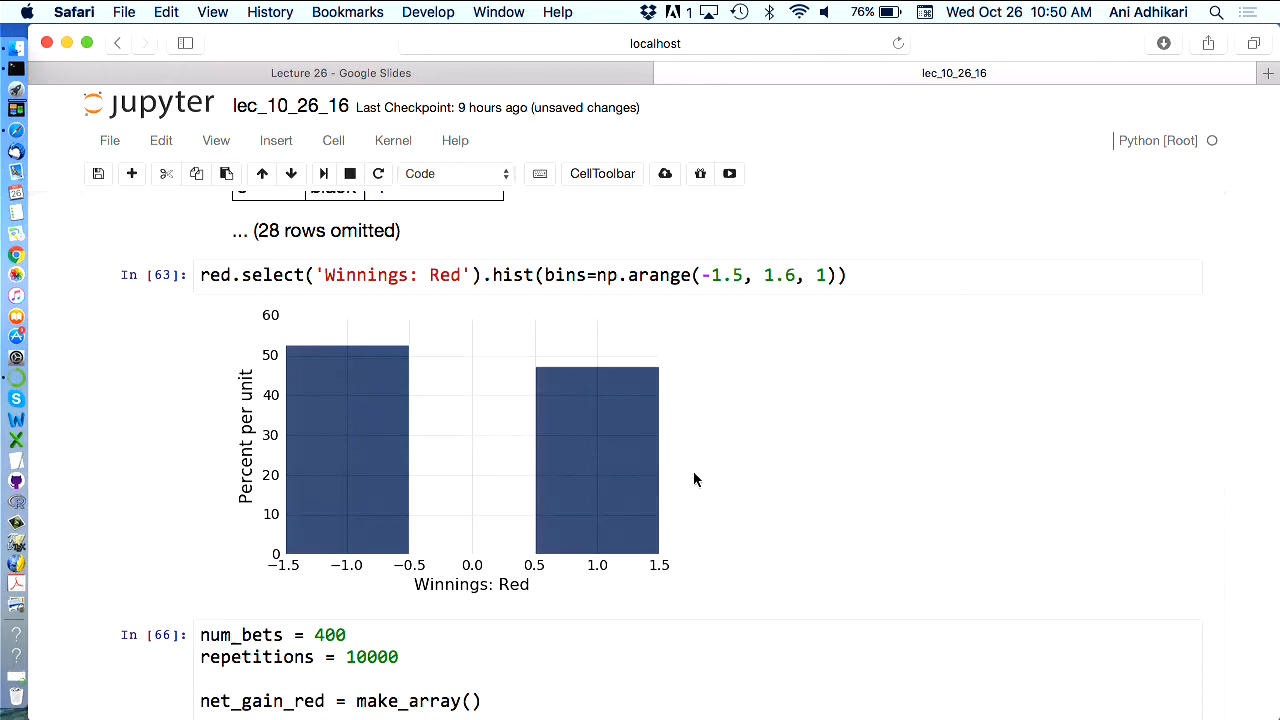 Safari File Edit View History Bookmarks Develop Window Help 1 76% Wed Oct 26 10:50 AM Ani Adhikari
localhost
Lecture 26 - Google Slides lec_10_26_16
jupyter lec_10_26_16 Last Checkpoint: 9 hours ago (unsaved changes)
File Edit View Insert Cell Kernel Help Python [Root]
Code CellToolbar
... (28 rows omitted)
In [63]: red.select('Winnings: Red').hist(bins=np.arange(-1.5, 1.6, 1))
60
50
40
30
20
10
0
Percent per unit
−1.5 −1.0 −0.5 0.0 0.5 1.0 1.5
Winnings: Red
In [66]: num_bets = 400
repetitions = 10000
net_gain_red = make_array()